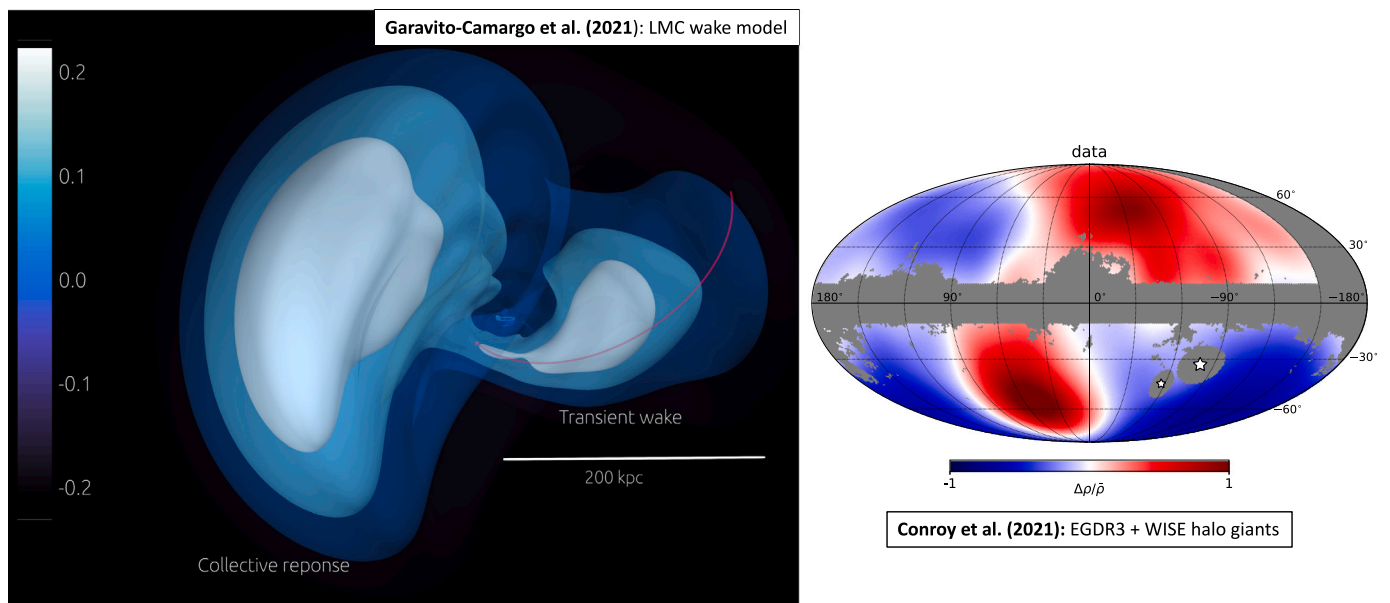 Garavito-Camargo et al. (2021): LMC wake model
0.2
0.1
0.0
-0.1
-0.2
Transient wake
200 kpc
Collective reponse
data
60°
30°
180°
90°
0°
−90°
−180°
−30°
−60°
-1
1
Δρ/ρ̄
Conroy et al. (2021): EGDR3 + WISE halo giants